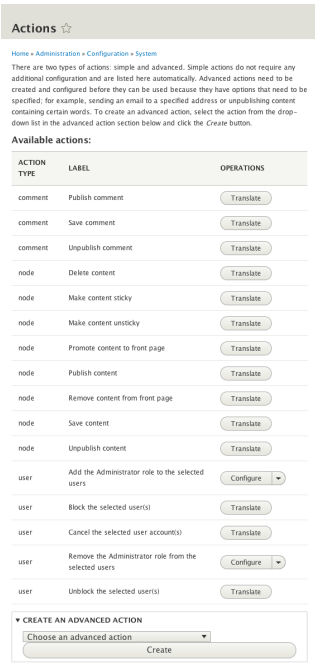 Actions ☆
Home » Administration » Configuration » System
There are two types of actions: simple and advanced. Simple actions do not require any
additional configuration and are listed here automatically. Advanced actions need to be
created and configured before they can be used because they have options that need to be
specified; for example, sending an email to a specified address or unpublishing content
containing certain words. To create an advanced action, select the action from the drop-
down list in the advanced action section below and click the Create button.
Available actions:
ACTION TYPE LABEL OPERATIONS
comment Publish comment Translate
comment Save comment Translate
comment Unpublish comment Translate
node Delete content Translate
node Make content sticky Translate
node Make content unsticky Translate
node Promote content to front page Translate
node Publish content Translate
node Remove content from front page Translate
node Save content Translate
node Unpublish content Translate
user Add the Administrator role to the selected users Configure
user Block the selected user(s) Translate
user Cancel the selected user account(s) Translate
user Remove the Administrator role from the selected users Configure
user Unblock the selected user(s) Translate
▼ CREATE AN ADVANCED ACTION
Choose an advanced action
Create